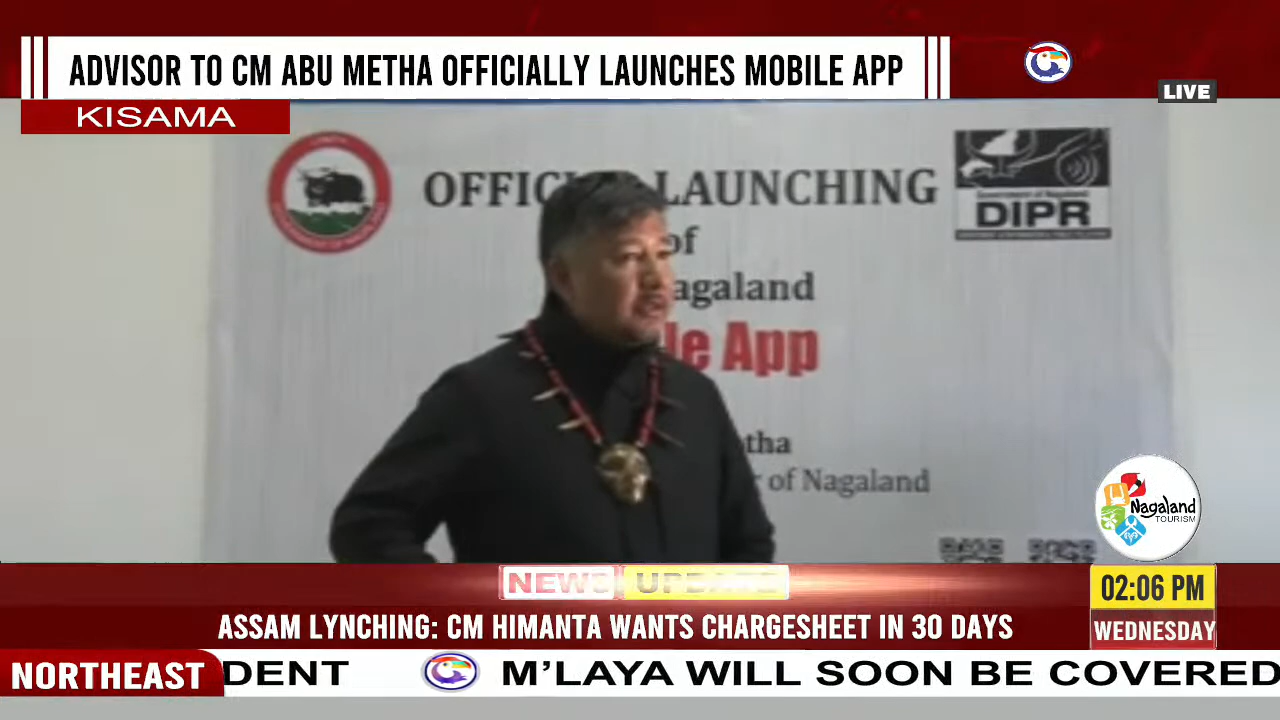 ADVISOR TO CM ABU METHA OFFICIALLY LAUNCHES MOBILE APP
LIVE
KISAMA
LAUNCHING
of
DIPR
agaland
le App
tha
of Nagaland
Nagaland
TOURISM
NEWS UPDATE
02:06 PM
ASSAM LYNCHING: CM HIMANTA WANTS CHARGESHEET IN 30 DAYS
WEDNESDAY
NORTHEAST
DENT
M'LAYA WILL SOON BE COVERED